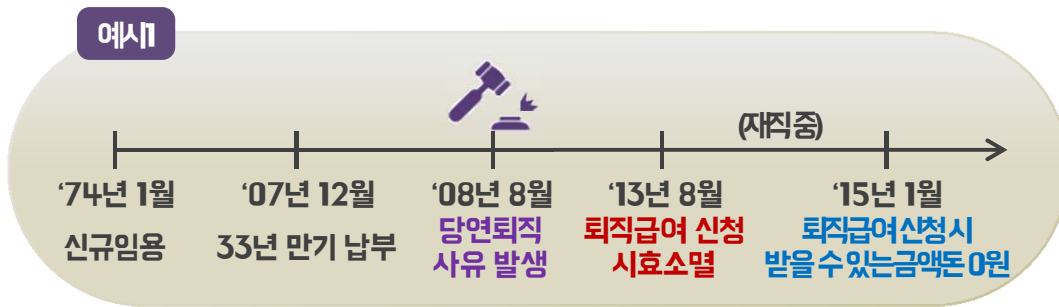 예시1
(재직중)
‘74년 1월
‘07년 12월
‘08년 8월
‘13년 8월
‘15년 1월
신규임용
33년 만기 납부
당연퇴직
사유 발생
퇴직급여 신청
시효소멸
퇴직급여 신청 시
받을 수 있는 금액돈 0원